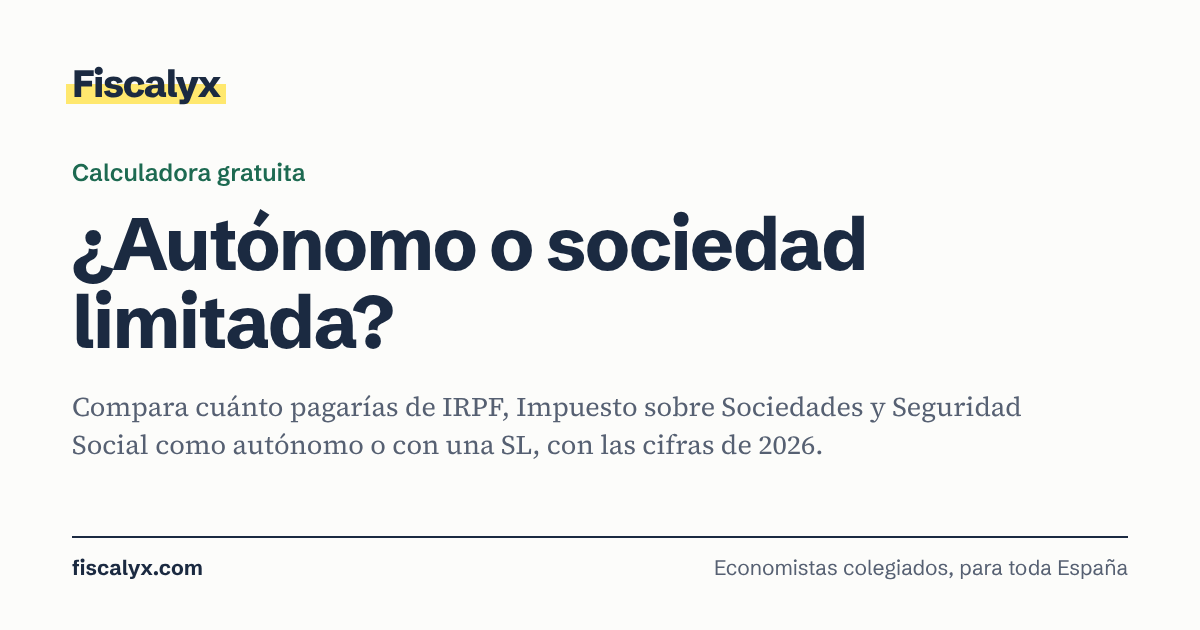 Fiscalyx
Calculadora gratuita
¿Autónomo o sociedad
limitada?
Compara cuánto pagarías de IRPF, Impuesto sobre Sociedades y Seguridad
Social como autónomo o con una SL, con las cifras de 2026.
fiscalyx.com
Economistas colegiados, para toda España